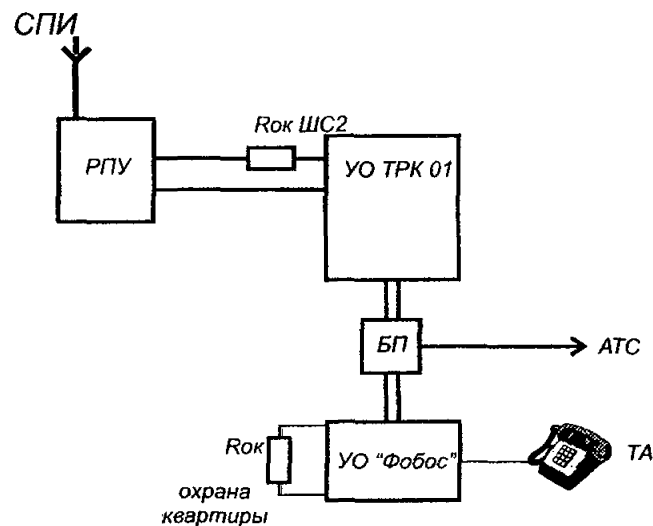 СПИ
Rок ШС2
РПУ
УО ТРК 01
БП
АТС
Rок
УО "Фобос"
ТА
охрана
квартиры